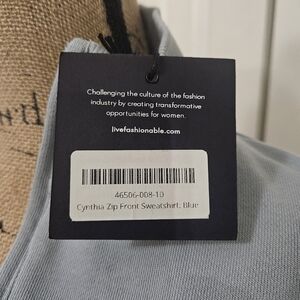 Challenging the culture of the fashion
industry by creating transformative
opportunities for women.
livefashionable.com
46506-008-10
Cynthia Zip Front Sweatshirt: Blue